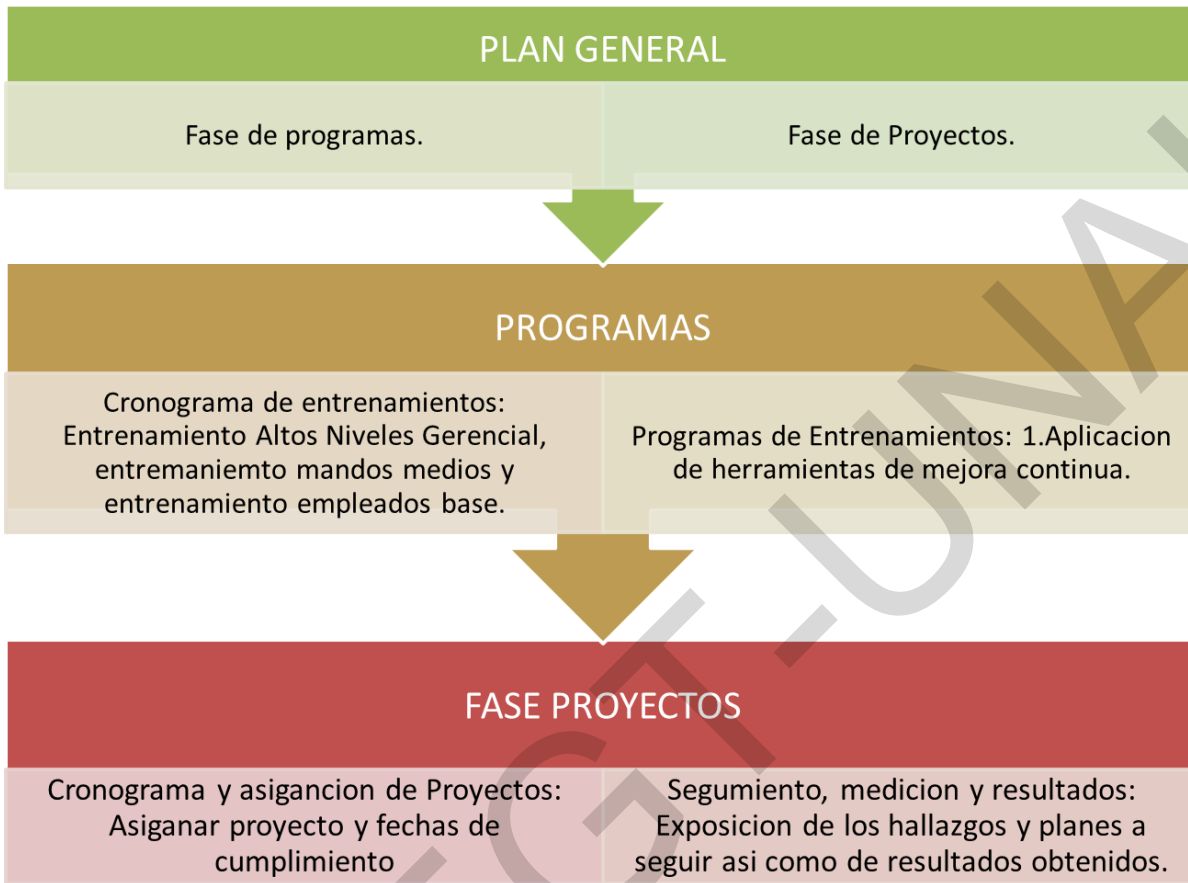 PLAN GENERAL
Fase de programas.
Fase de Proyectos.
PROGRAMAS
Cronograma de entrenamientos:
Entrenamiento Altos Niveles Gerencial,
entremaniemto mandos medios y
entrenamiento empleados base.
Programas de Entrenamientos: 1.Aplicacion
de herramientas de mejora continua.
FASE PROYECTOS
Cronograma y asigancion de Proyectos:
Asiganar proyecto y fechas de
cumplimiento
Segumiento, medicion y resultados:
Exposicion de los hallazgos y planes a
seguir asi como de resultados obtenidos.
GT-UNA